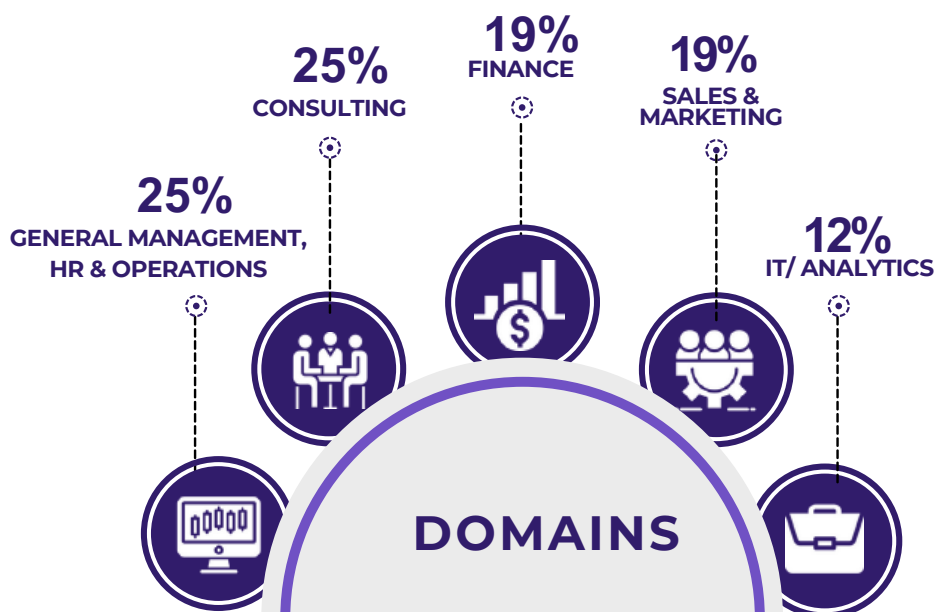 25%
GENERAL MANAGEMENT,
HR & OPERATIONS
25%
CONSULTING
19%
FINANCE
19%
SALES &
MARKETING
12%
IT/ ANALYTICS
DOMAINS